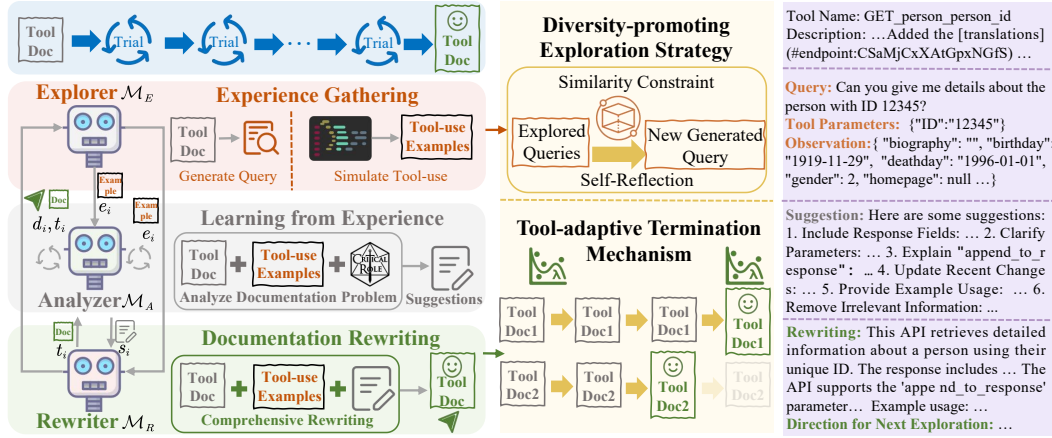 Tool
Doc
Trial
Trial
Trial
Tool
Doc
Explorer M_E
Experience Gathering
Tool
Doc
Generate Query
Tool-use
Examples
Simulate Tool-use
Exam
ple
e_i
Doc
d_i, t_i
Exam
ple
e_i
Learning from Experience
Tool
Doc
Tool-use
Examples
CRITICAL
ROLE
Analyze Documentation Problem
Suggestions
Analyzer M_A
Doc
t_i
s_i
Documentation Rewriting
Tool
Doc
Tool-use
Examples
Comprehensive Rewriting
Tool
Doc
Rewriter M_R
Diversity-promoting
Exploration Strategy
Similarity Constraint
Explored
Queries
New Generated
Query
Self-Reflection
Tool-adaptive Termination
Mechanism
Tool
Doc1
Tool
Doc1
Tool
Doc1
Tool
Doc1
Tool
Doc2
Tool
Doc2
Tool
Doc2
Tool
Doc2
Tool Name: GET_person_person_id
Description: …Added the [translations]
(#endpoint:CSaMjCxXAtGpxNGfS) …
Query: Can you give me details about the
person with ID 12345?
Tool Parameters: {"ID":"12345"}
Observation:{ "biography": "", "birthday":
"1919-11-29", "deathday": "1996-01-01",
"gender": 2, "homepage": null …}
Suggestion: Here are some suggestions:
1. Include Response Fields: … 2. Clarify
Parameters: … 3. Explain "append_to_r
esponse": … 4. Update Recent Change
s: … 5. Provide Example Usage: … 6.
Remove Irrelevant Information: ...
Rewriting: This API retrieves detailed
information about a person using their
unique ID. The response includes … The
API supports the 'appe nd_to_response'
parameter… Example usage: …
Direction for Next Exploration: …